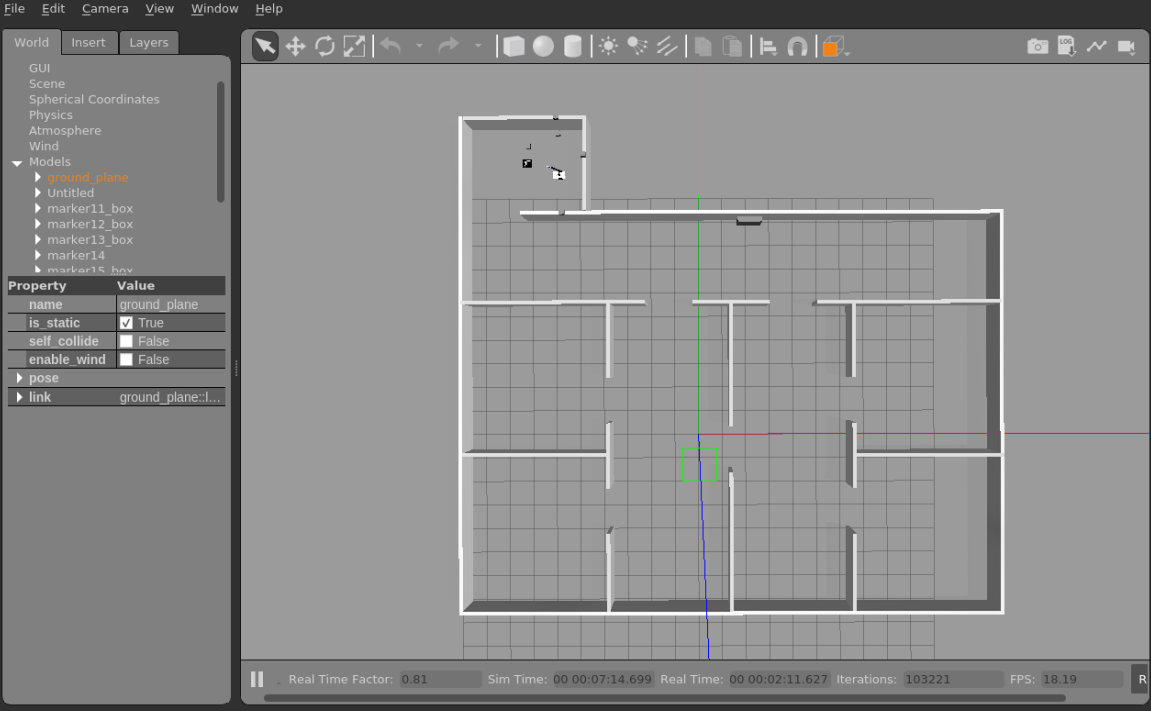 File Edit Camera View Window Help
World Insert Layers
GUI
Scene
Spherical Coordinates
Physics
Atmosphere
Wind
Models
ground_plane
Untitled
marker11_box
marker12_box
marker13_box
marker14
marker15_box
Property Value
name ground_plane
is_static True
self_collide False
enable_wind False
pose
link ground_plane::l...
LOG
Real Time Factor: 0.81 Sim Time: 00 00:07:14.699 Real Time: 00 00:02:11.627 Iterations: 103221 FPS: 18.19 R